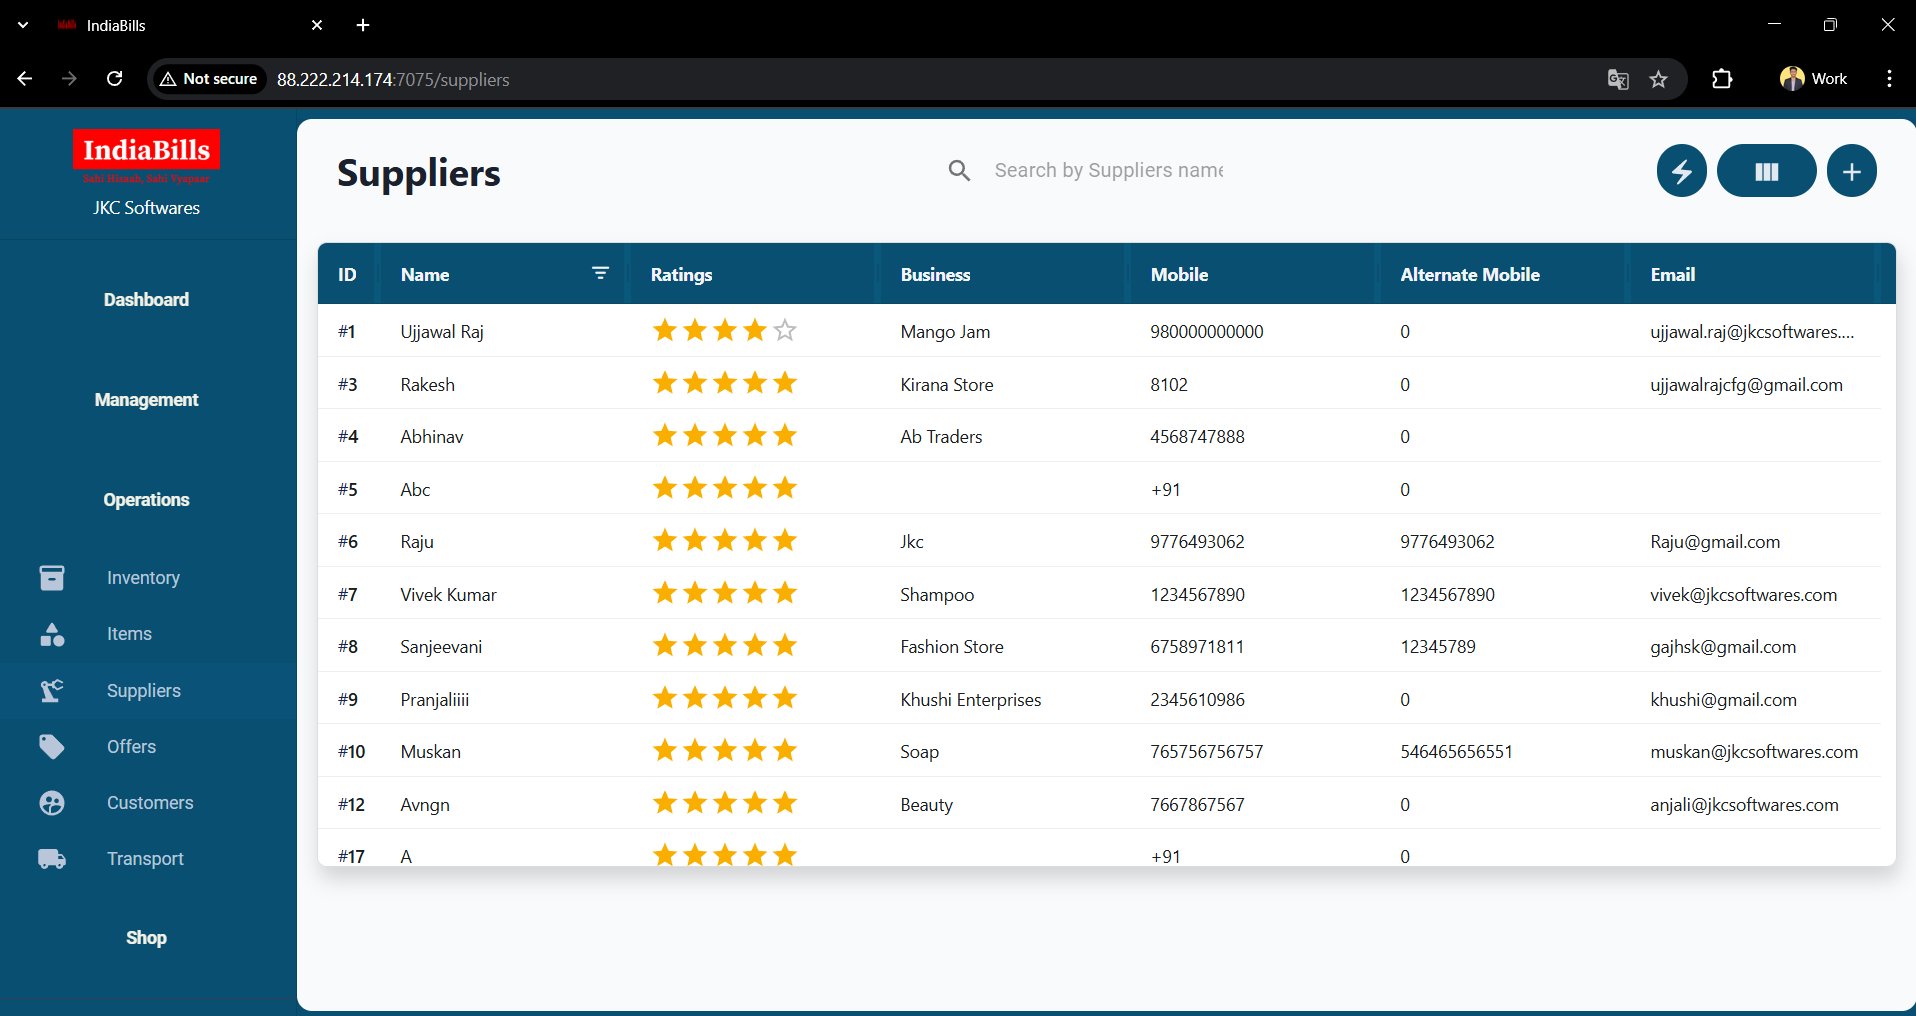 IndiaBills
Not secure 88.222.214.174:7075/suppliers Work
IndiaBills
Sahi Hisaab, Sahi Vyapaar
JKC Softwares
Dashboard
Management
Operations
Inventory
Items
Suppliers
Offers
Customers
Transport
Shop
Suppliers
Search by Suppliers name
ID Name Ratings Business Mobile Alternate Mobile Email
#1 Ujjawal Raj Mango Jam 980000000000 0 ujjawal.raj@jkcsoftwares....
#3 Rakesh Kirana Store 8102 0 ujjawalrajcfg@gmail.com
#4 Abhinav Ab Traders 4568747888 0
#5 Abc +91 0
#6 Raju Jkc 9776493062 9776493062 Raju@gmail.com
#7 Vivek Kumar Shampoo 1234567890 1234567890 vivek@jkcsoftwares.com
#8 Sanjeevani Fashion Store 6758971811 12345789 gajhsk@gmail.com
#9 Pranjaliiii Khushi Enterprises 2345610986 0 khushi@gmail.com
#10 Muskan Soap 765756756757 546465656551 muskan@jkcsoftwares.com
#12 Avngn Beauty 7667867567 0 anjali@jkcsoftwares.com
#17 A +91 0